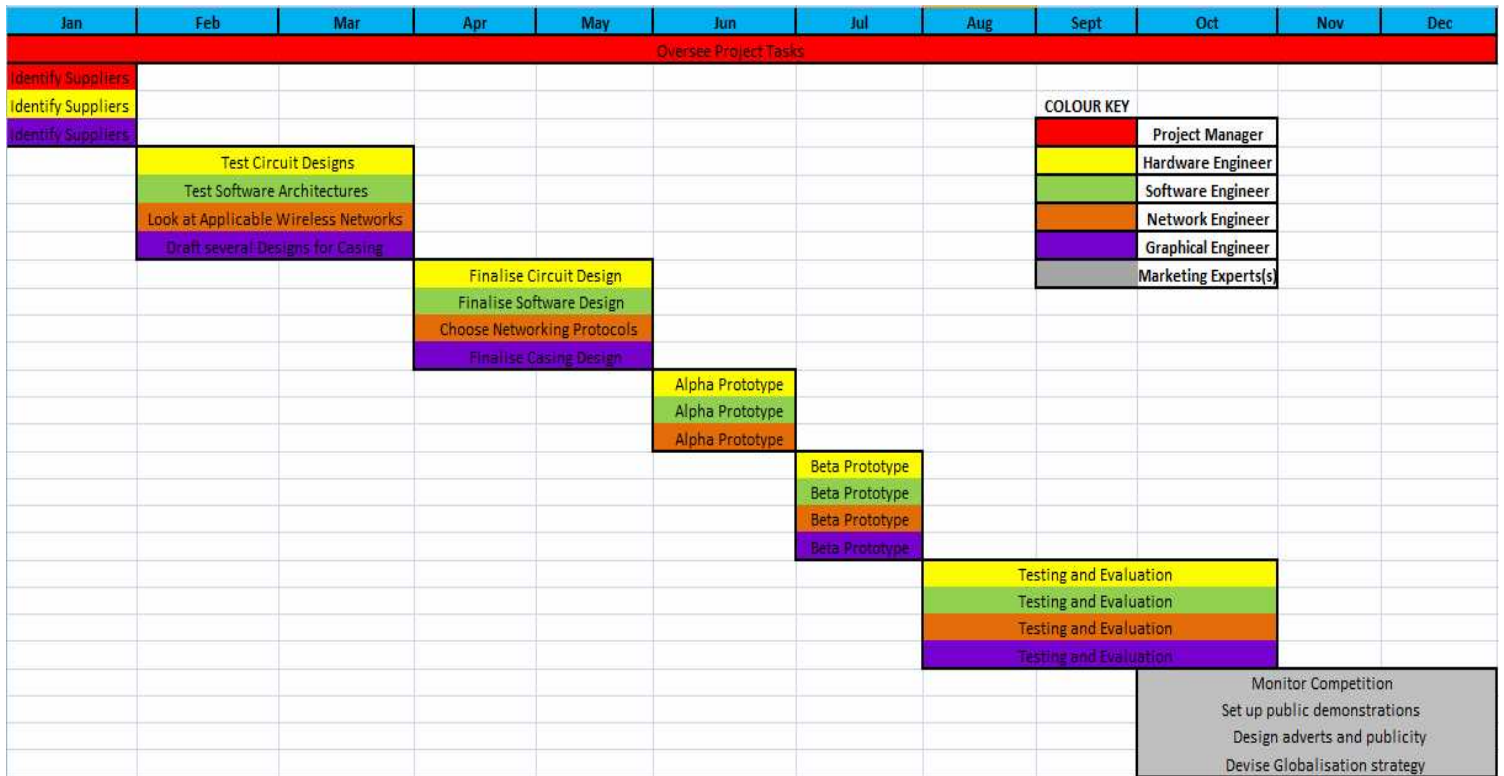 Jan Feb Mar Apr May Jun Jul Aug Sept Oct Nov Dec
Oversee Project Tasks
Identify Suppliers
Identify Suppliers
COLOUR KEY
Identify Suppliers
Project Manager
Test Circuit Designs
Hardware Engineer
Test Software Architectures
Software Engineer
Look at Applicable Wireless Networks
Network Engineer
Draft several Designs for Casing
Graphical Engineer
Finalise Circuit Design
Marketing Experts(s)
Finalise Software Design
Choose Networking Protocols
Finalise Casing Design
Alpha Prototype
Alpha Prototype
Alpha Prototype
Beta Prototype
Beta Prototype
Beta Prototype
Beta Prototype
Testing and Evaluation
Testing and Evaluation
Testing and Evaluation
Testing and Evaluation
Monitor Competition
Set up public demonstrations
Design adverts and publicity
Devise Globalisation strategy